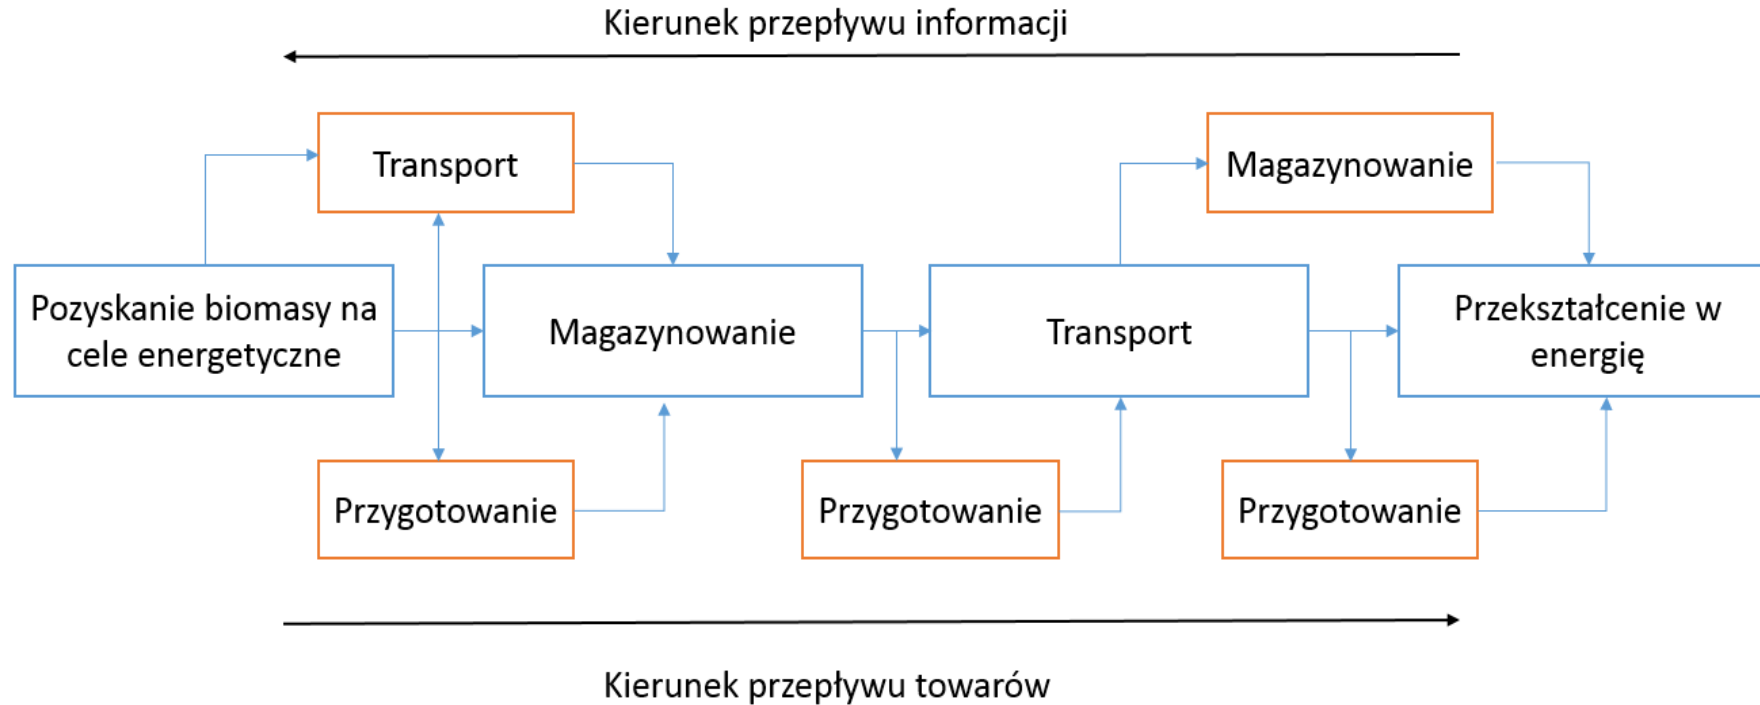 Kierunek przepływu informacji
Transport
Magazynowanie
Pozyskanie biomasy na
cele energetyczne
Magazynowanie
Transport
Przekształcenie w
energię
Przygotowanie
Przygotowanie
Przygotowanie
Kierunek przepływu towarów